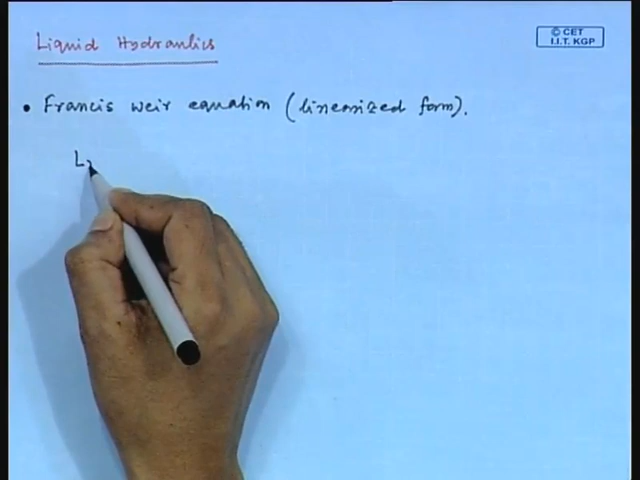 Liquid Hydraulics
© CET
I.I.T. KGP
• Francis weir equation (linearized form).
L